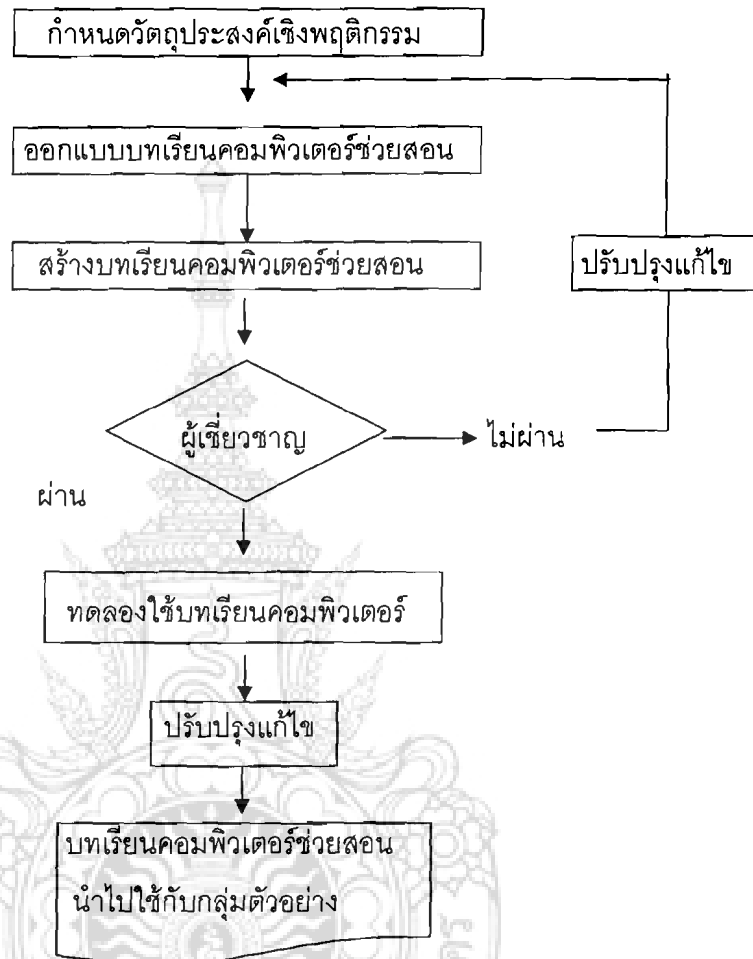 กำหนดวัตถุประสงค์เชิงพฤติกรรม
ออกแบบบทเรียนคอมพิวเตอร์ช่วยสอน
สร้างบทเรียนคอมพิวเตอร์ช่วยสอน
ปรับปรุงแก้ไข
ผู้เชี่ยวชาญ
ไม่ผ่าน
ผ่าน
ทดลองใช้บทเรียนคอมพิวเตอร์
ปรับปรุงแก้ไข
บทเรียนคอมพิวเตอร์ช่วยสอน
นำไปใช้กับกลุ่มตัวอย่าง